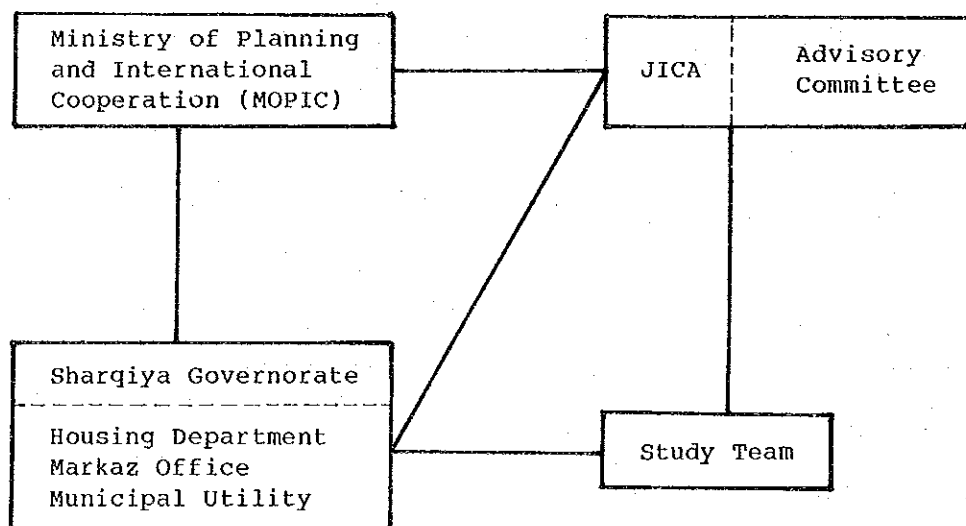 Ministry of Planning
and International
Cooperation (MOPIC)
JICA
Advisory
Committee
Sharqiya Governorate
Housing Department
Markaz Office
Municipal Utility
Study Team